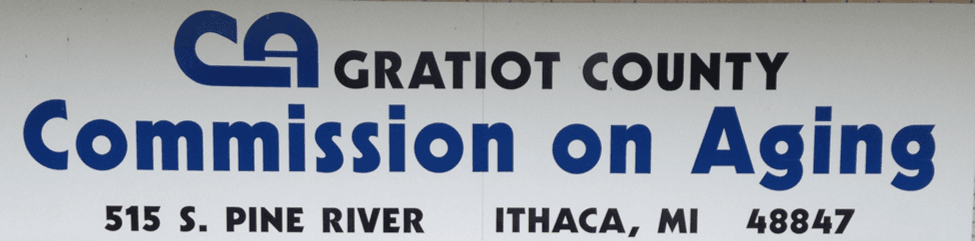 CA GRATIOT COUNTY
Commission on Aging
515 S. PINE RIVER ITHACA, MI 48847